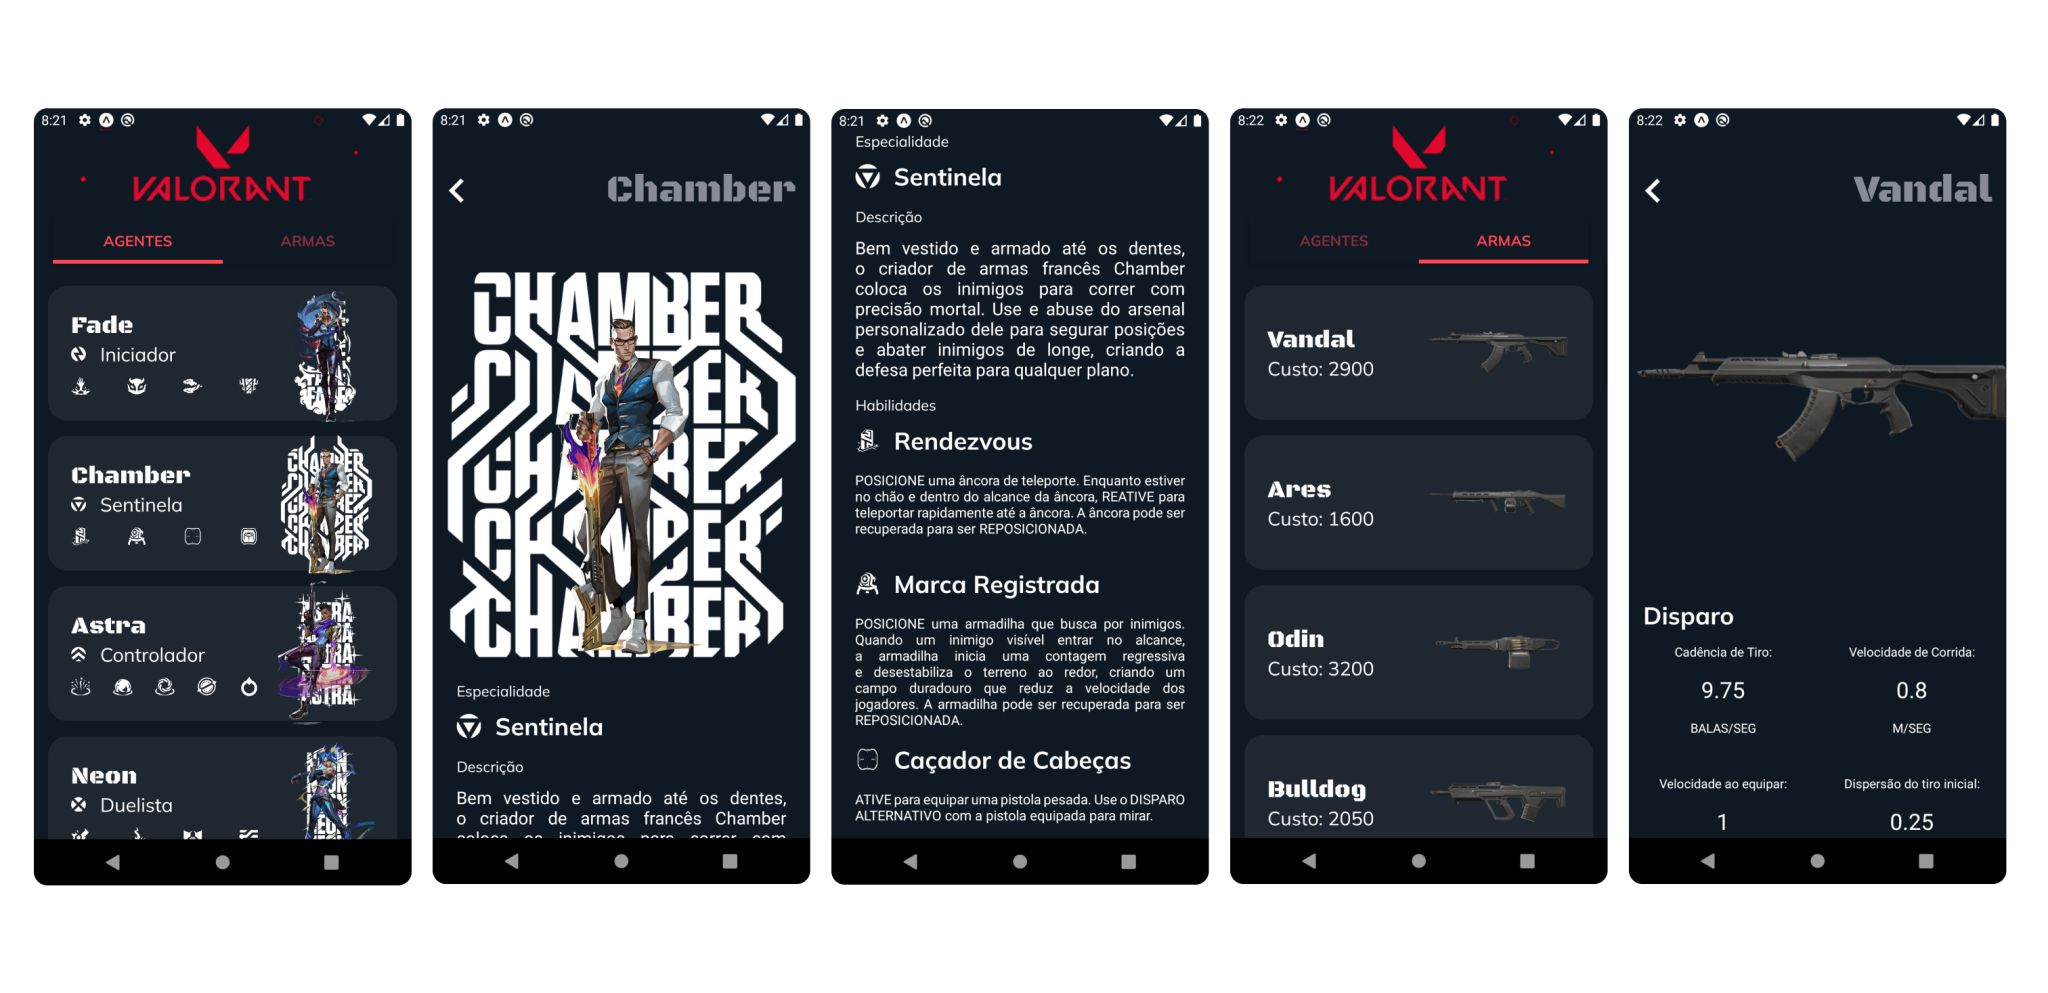 8:21
VALORANT
AGENTES ARMAS
Fade
Iniciador
Chamber
Sentinela
Astra
Controlador
Neon
Duelista
8:21
Chamber
CHAMBER
Especialidade
Sentinela
Descrição
Bem vestido e armado até os dentes,
o criador de armas francês Chamber
coloca os inimigos para correr com
8:21
Especialidade
Sentinela
Descrição
Bem vestido e armado até os dentes,
o criador de armas francês Chamber
coloca os inimigos para correr com
precisão mortal. Use e abuse do arsenal
personalizado dele para segurar posições
e abater inimigos de longe, criando a
defesa perfeita para qualquer plano.
Habilidades
Rendezvous
POSICIONE uma âncora de teleporte. Enquanto estiver
no chão e dentro do alcance da âncora, REATIVE para
teleportar rapidamente até a âncora. A âncora pode ser
recuperada para ser REPOSICIONADA.
Marca Registrada
POSICIONE uma armadilha que busca por inimigos.
Quando um inimigo visível entrar no alcance,
a armadilha inicia uma contagem regressiva
e desestabiliza o terreno ao redor, criando um
campo duradouro que reduz a velocidade dos
jogadores. A armadilha pode ser recuperada para ser
REPOSICIONADA.
Caçador de Cabeças
ATIVE para equipar uma pistola pesada. Use o DISPARO
ALTERNATIVO com a pistola equipada para mirar.
8:22
VALORANT
AGENTES ARMAS
Vandal
Custo: 2900
Ares
Custo: 1600
Odin
Custo: 3200
Bulldog
Custo: 2050
8:22
Vandal
Disparo
Cadência de Tiro: Velocidade de Corrida:
9.75 0.8
BALAS/SEG M/SEG
Velocidade ao equipar: Dispersão do tiro inicial:
1 0.25